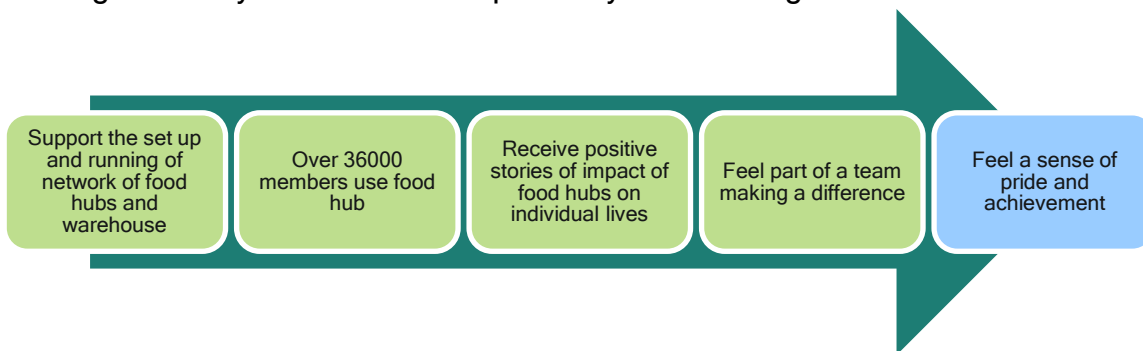 Support the set up
and running of
network of food
hubs and
warehouse
Over 36000
members use food
hub
Receive positive
stories of impact of
food hubs on
individual lives
Feel part of a team
making a difference
Feel a sense of
pride and
achievement